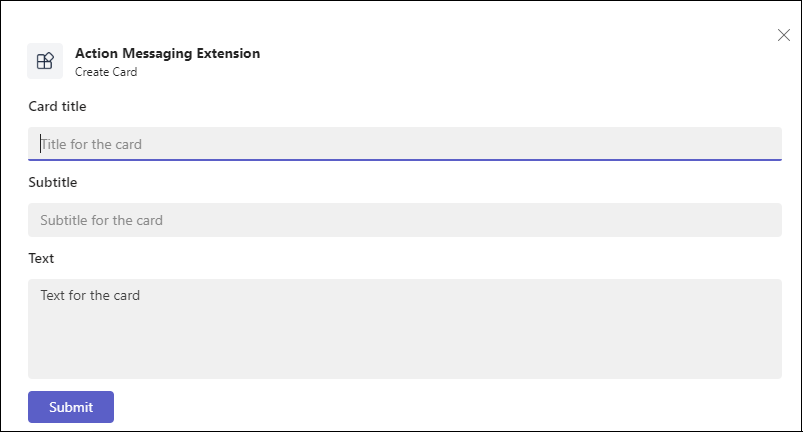 Action Messaging Extension
Create Card
Card title
Title for the card
Subtitle
Subtitle for the card
Text
Text for the card
Submit